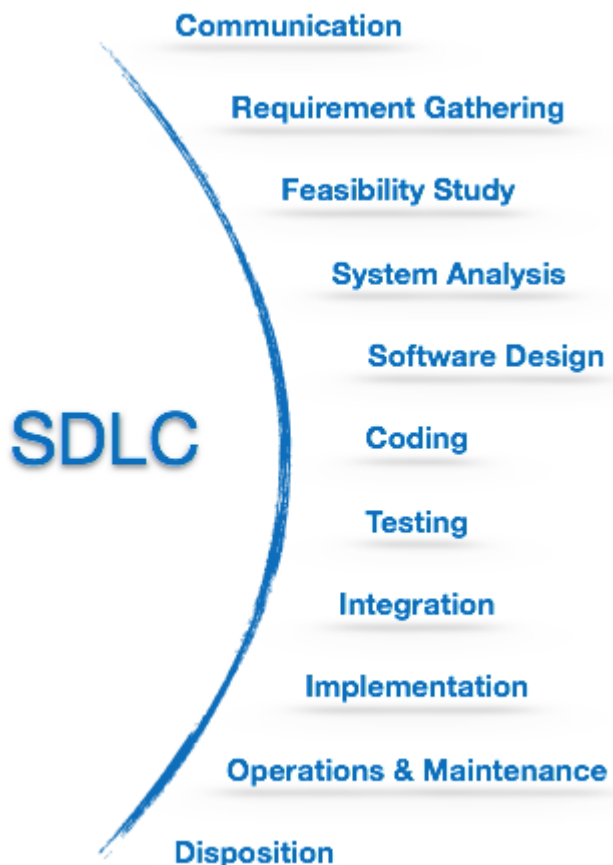 Communication
Requirement Gathering
Feasibility Study
System Analysis
Software Design
SDLC
Coding
Testing
Integration
Implementation
Operations & Maintenance
Disposition